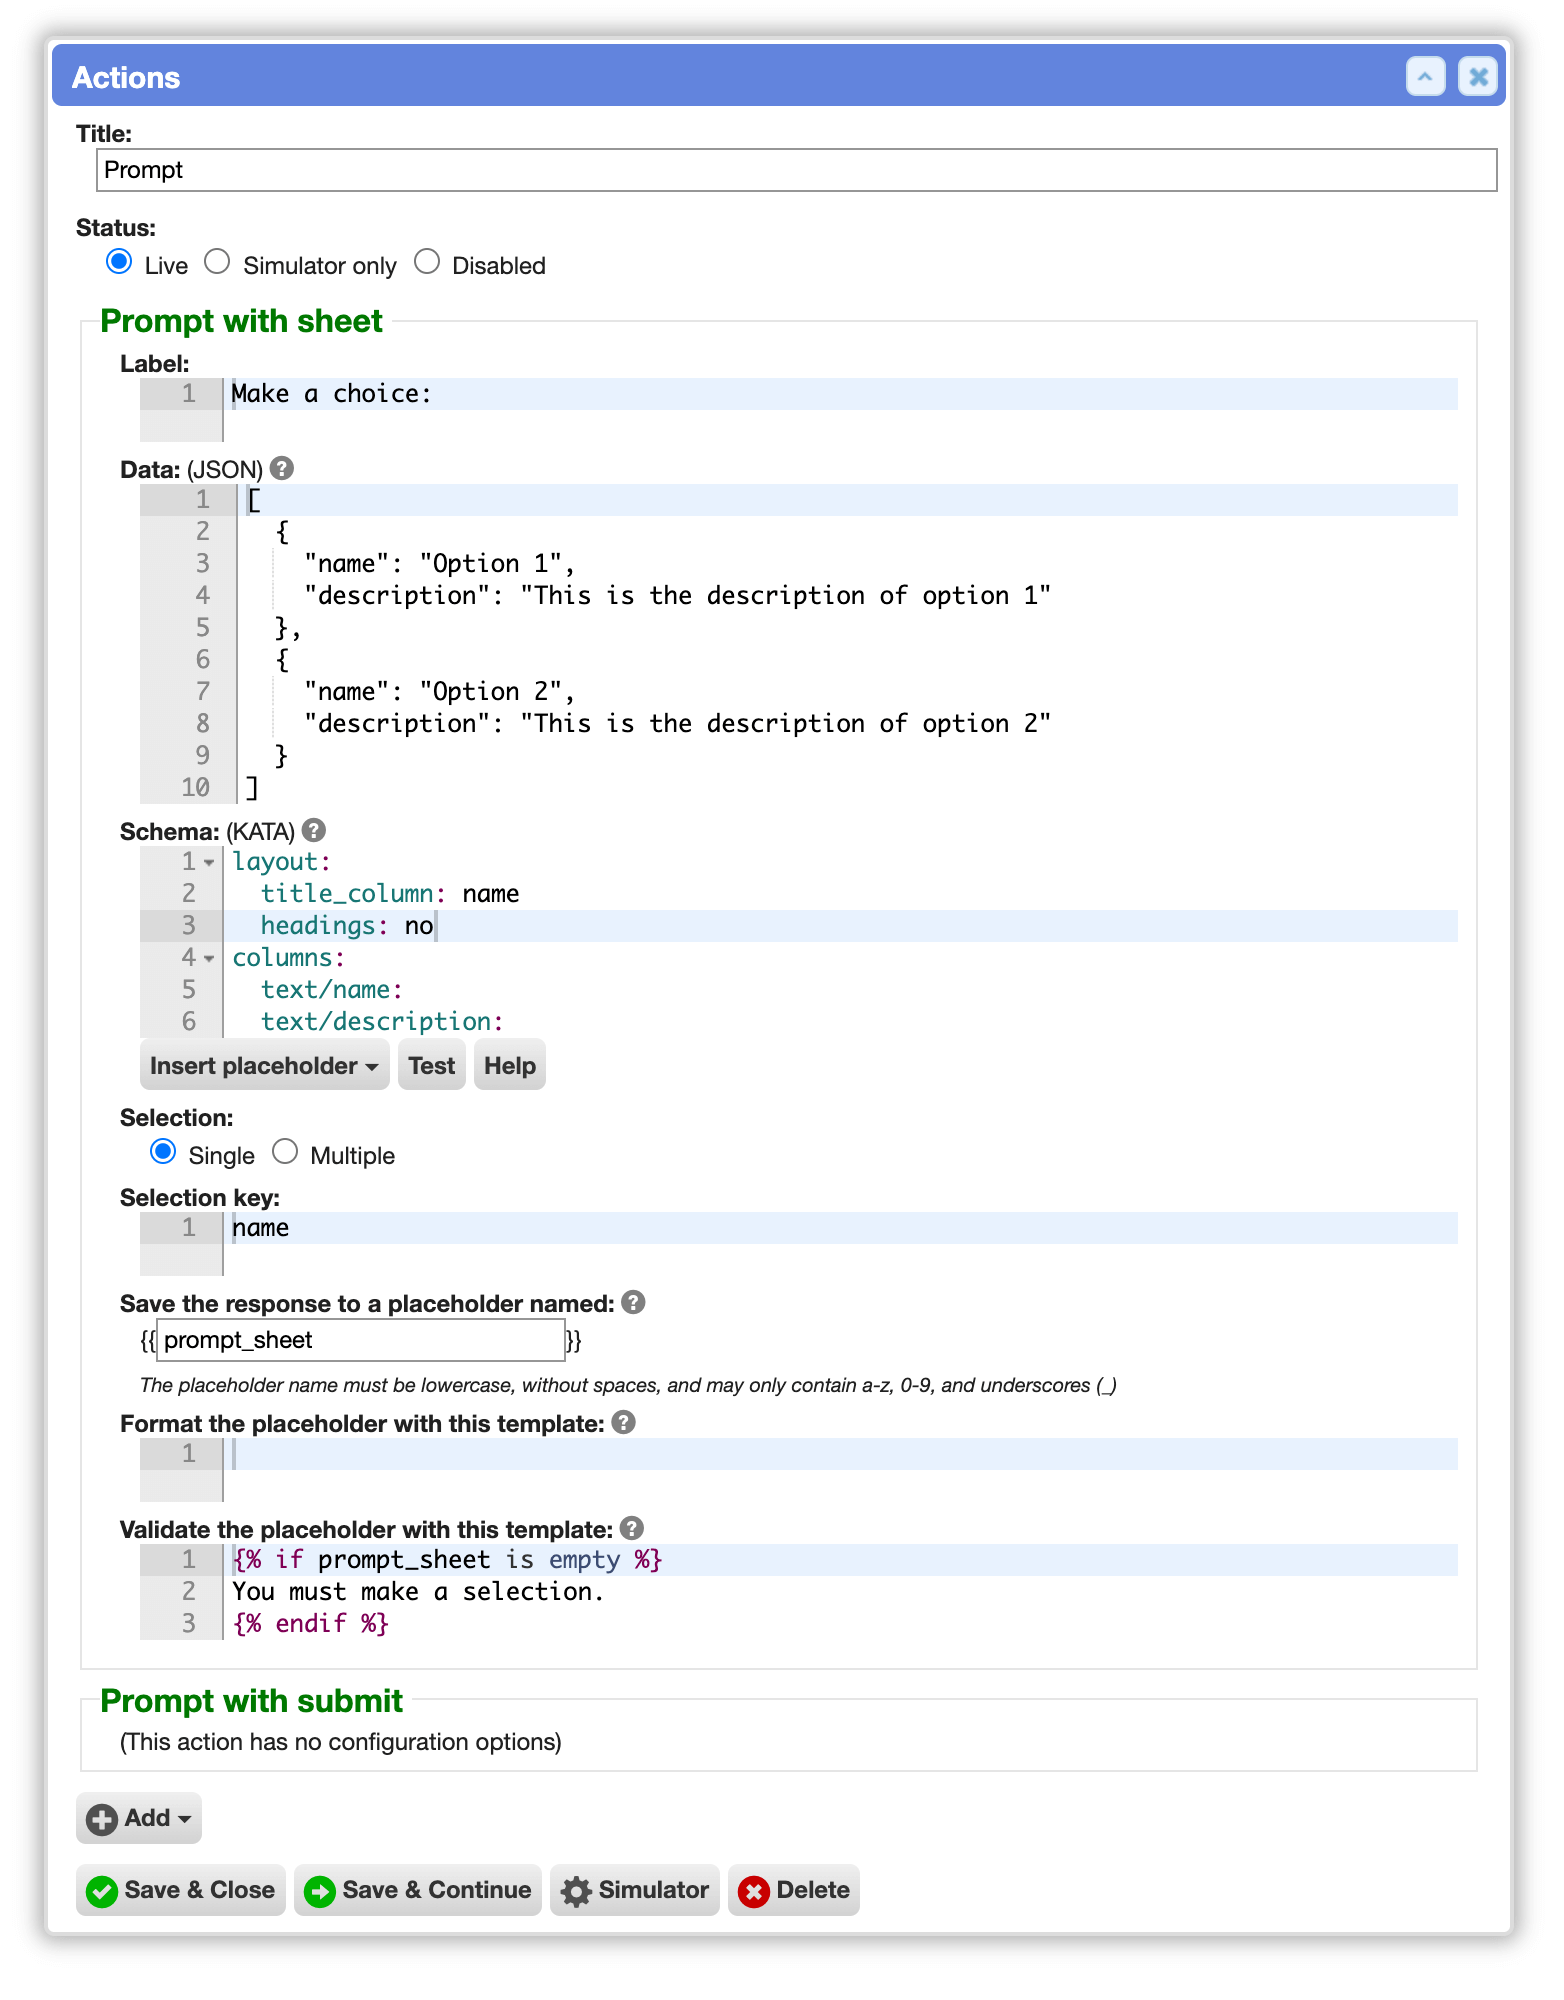 Actions
Title:
Prompt
Status:
Live Simulator only Disabled
Prompt with sheet
Label:
1 Make a choice:
Data: (JSON) ?
1 [
2   {
3     "name": "Option 1",
4     "description": "This is the description of option 1"
5   },
6   {
7     "name": "Option 2",
8     "description": "This is the description of option 2"
9   }
10 ]
Schema: (KATA) ?
1 layout:
2   title_column: name
3   headings: no
4 columns:
5   text/name:
6   text/description:
Insert placeholder Test Help
Selection:
Single Multiple
Selection key:
1 name
Save the response to a placeholder named: ?
{{ prompt_sheet }}
The placeholder name must be lowercase, without spaces, and may only contain a-z, 0-9, and underscores (_)
Format the placeholder with this template: ?
1
Validate the placeholder with this template: ?
1 {% if prompt_sheet is empty %}
2 You must make a selection.
3 {% endif %}
Prompt with submit
(This action has no configuration options)
Add
Save & Close Save & Continue Simulator Delete